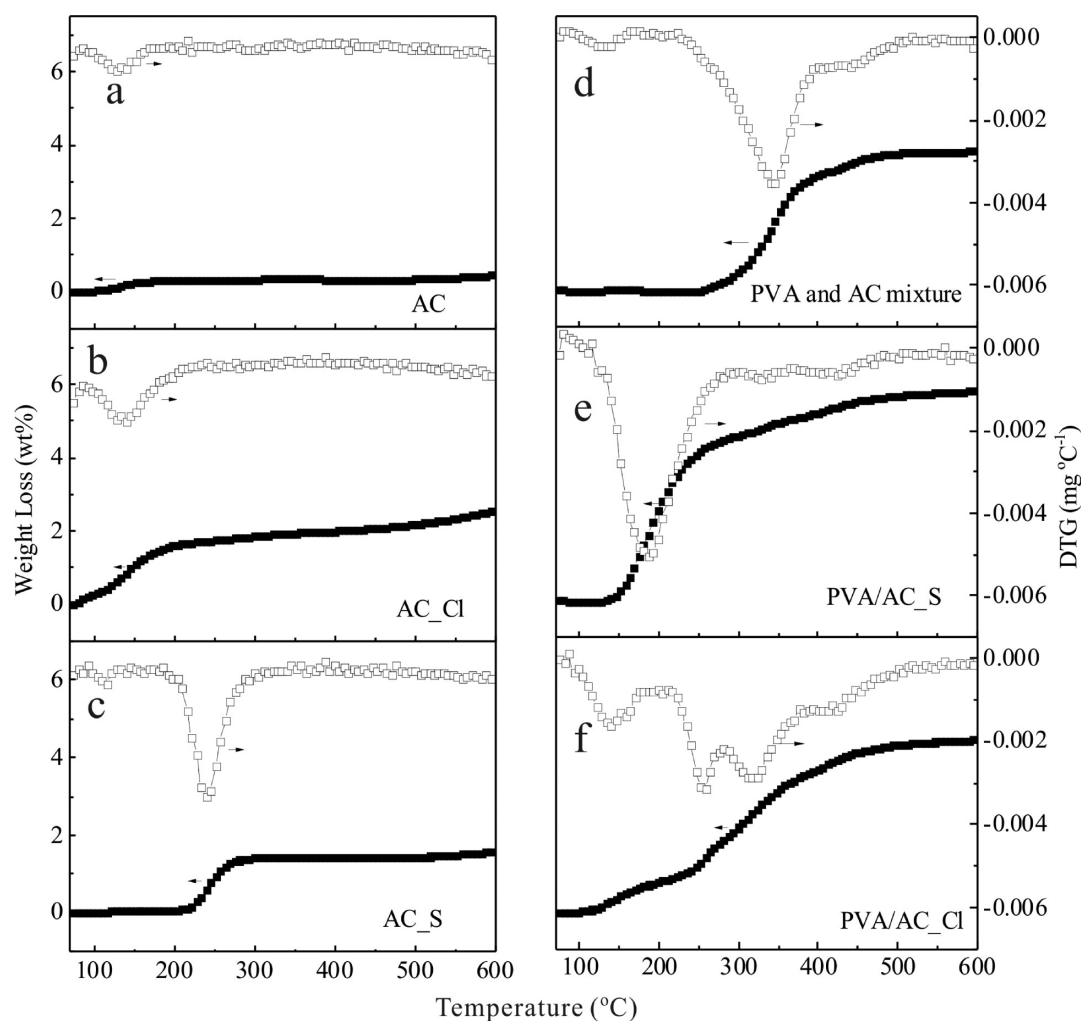 a
AC
b
AC_Cl
c
AC_S
d
PVA and AC mixture
e
PVA/AC_S
f
PVA/AC_Cl
6
4
2
0
6
4
2
0
6
4
2
0
0.000
-0.002
-0.004
-0.006
0.000
-0.002
-0.004
-0.006
0.000
-0.002
-0.004
-0.006
100 200 300 400 500 600
100 200 300 400 500 600
Weight Loss (wt%)
DTG (mg °C⁻¹)
Temperature (°C)